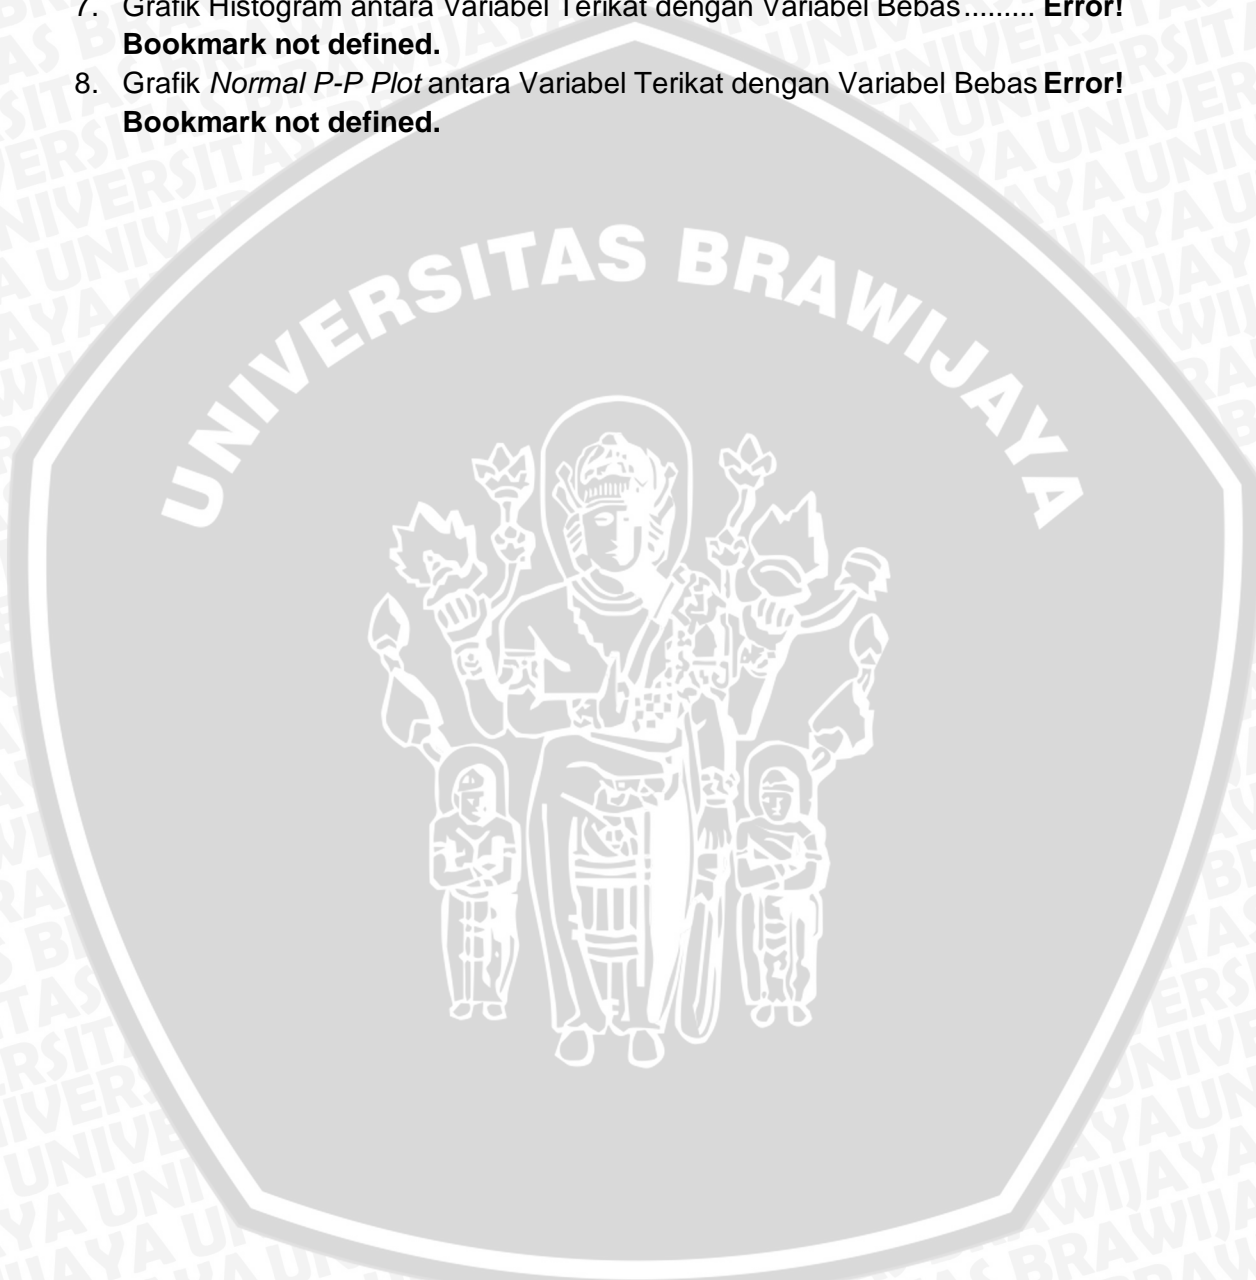 7. Grafik Histogram antara Variabel Terikat dengan Variabel Bebas......... Error!
Bookmark not defined.
8. Grafik Normal P-P Plot antara Variabel Terikat dengan Variabel Bebas Error!
Bookmark not defined.
UNIVERSITAS BRAWIJAYA